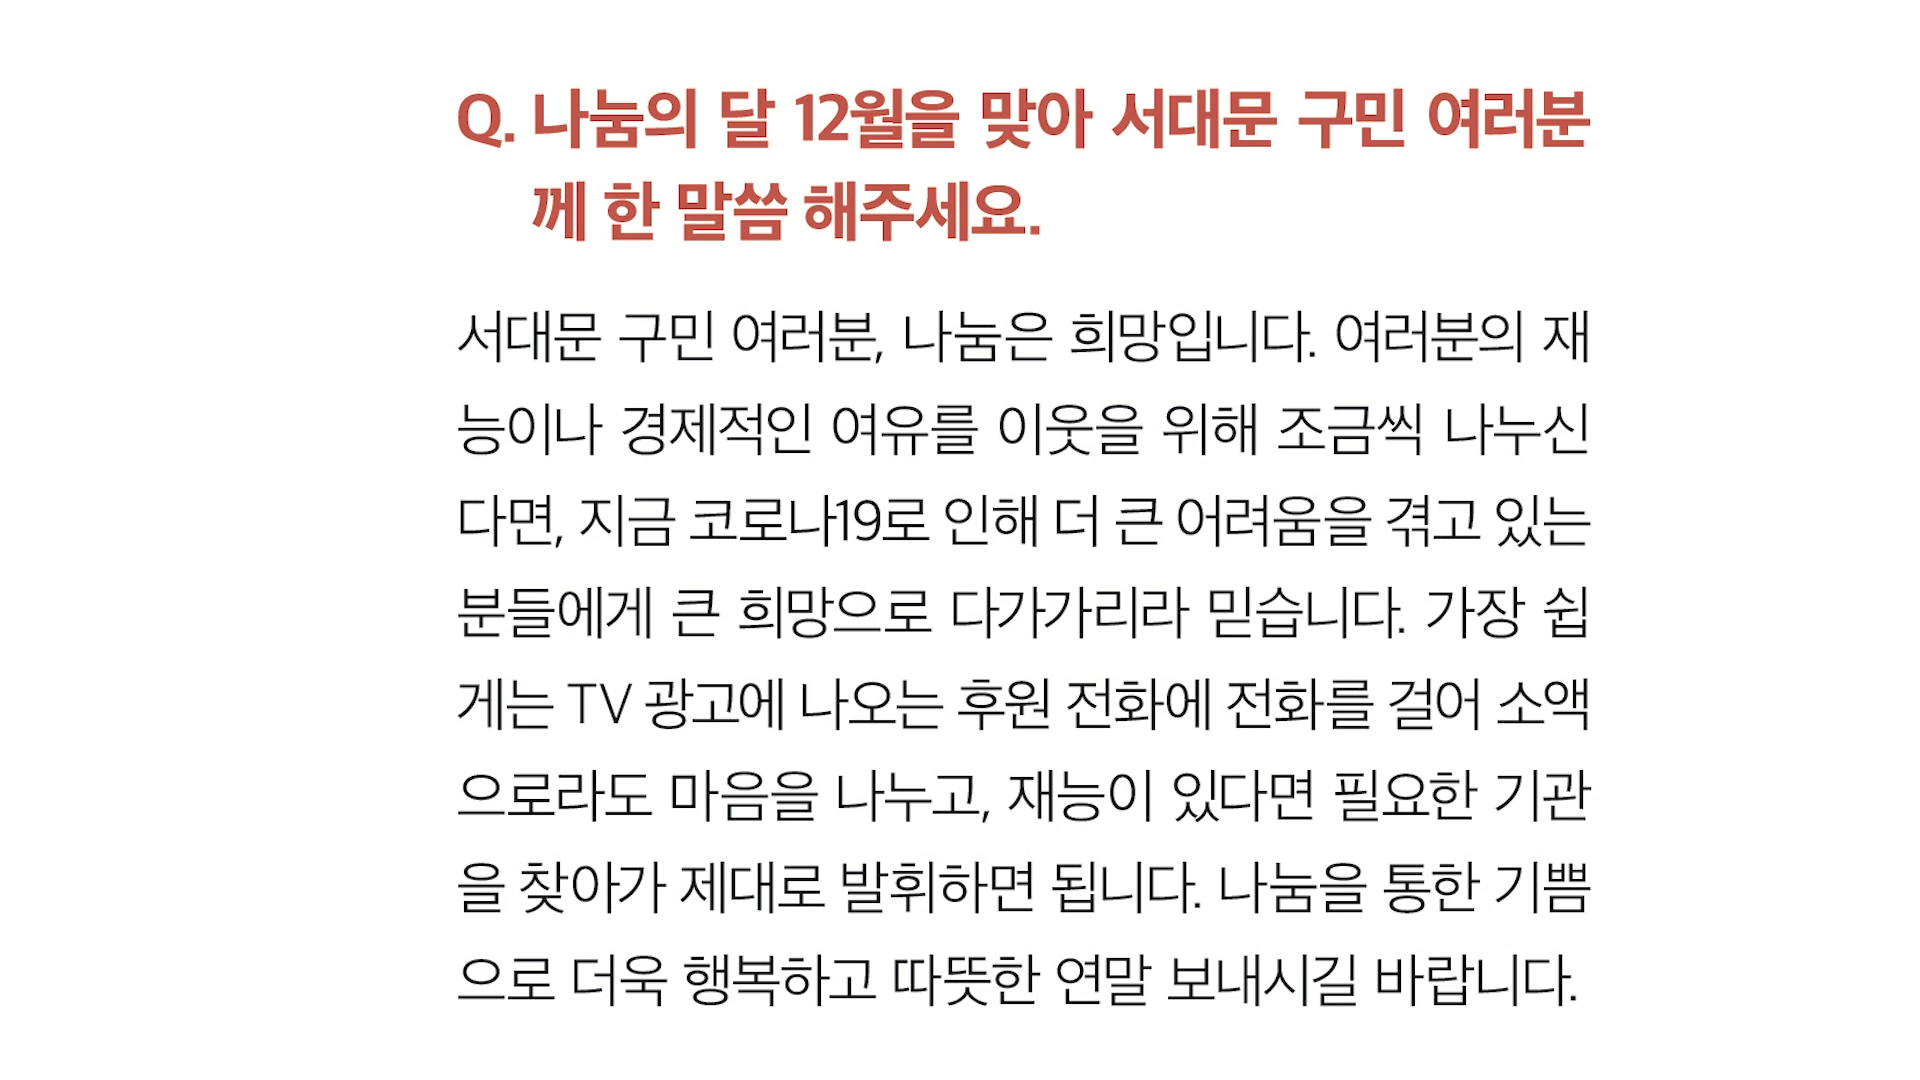 Q. 나눔의 달 12월을 맞아 서대문 구민 여러분
께 한 말씀 해주세요.
서대문 구민 여러분, 나눔은 희망입니다. 여러분의 재
능이나 경제적인 여유를 이웃을 위해 조금씩 나누신
다면, 지금 코로나19로 인해 더 큰 어려움을 겪고 있는
분들에게 큰 희망으로 다가가리라 믿습니다. 가장 쉽
게는 TV 광고에 나오는 후원 전화에 전화를 걸어 소액
으로라도 마음을 나누고, 재능이 있다면 필요한 기관
을 찾아가 제대로 발휘하면 됩니다. 나눔을 통한 기쁨
으로 더욱 행복하고 따뜻한 연말 보내시길 바랍니다.